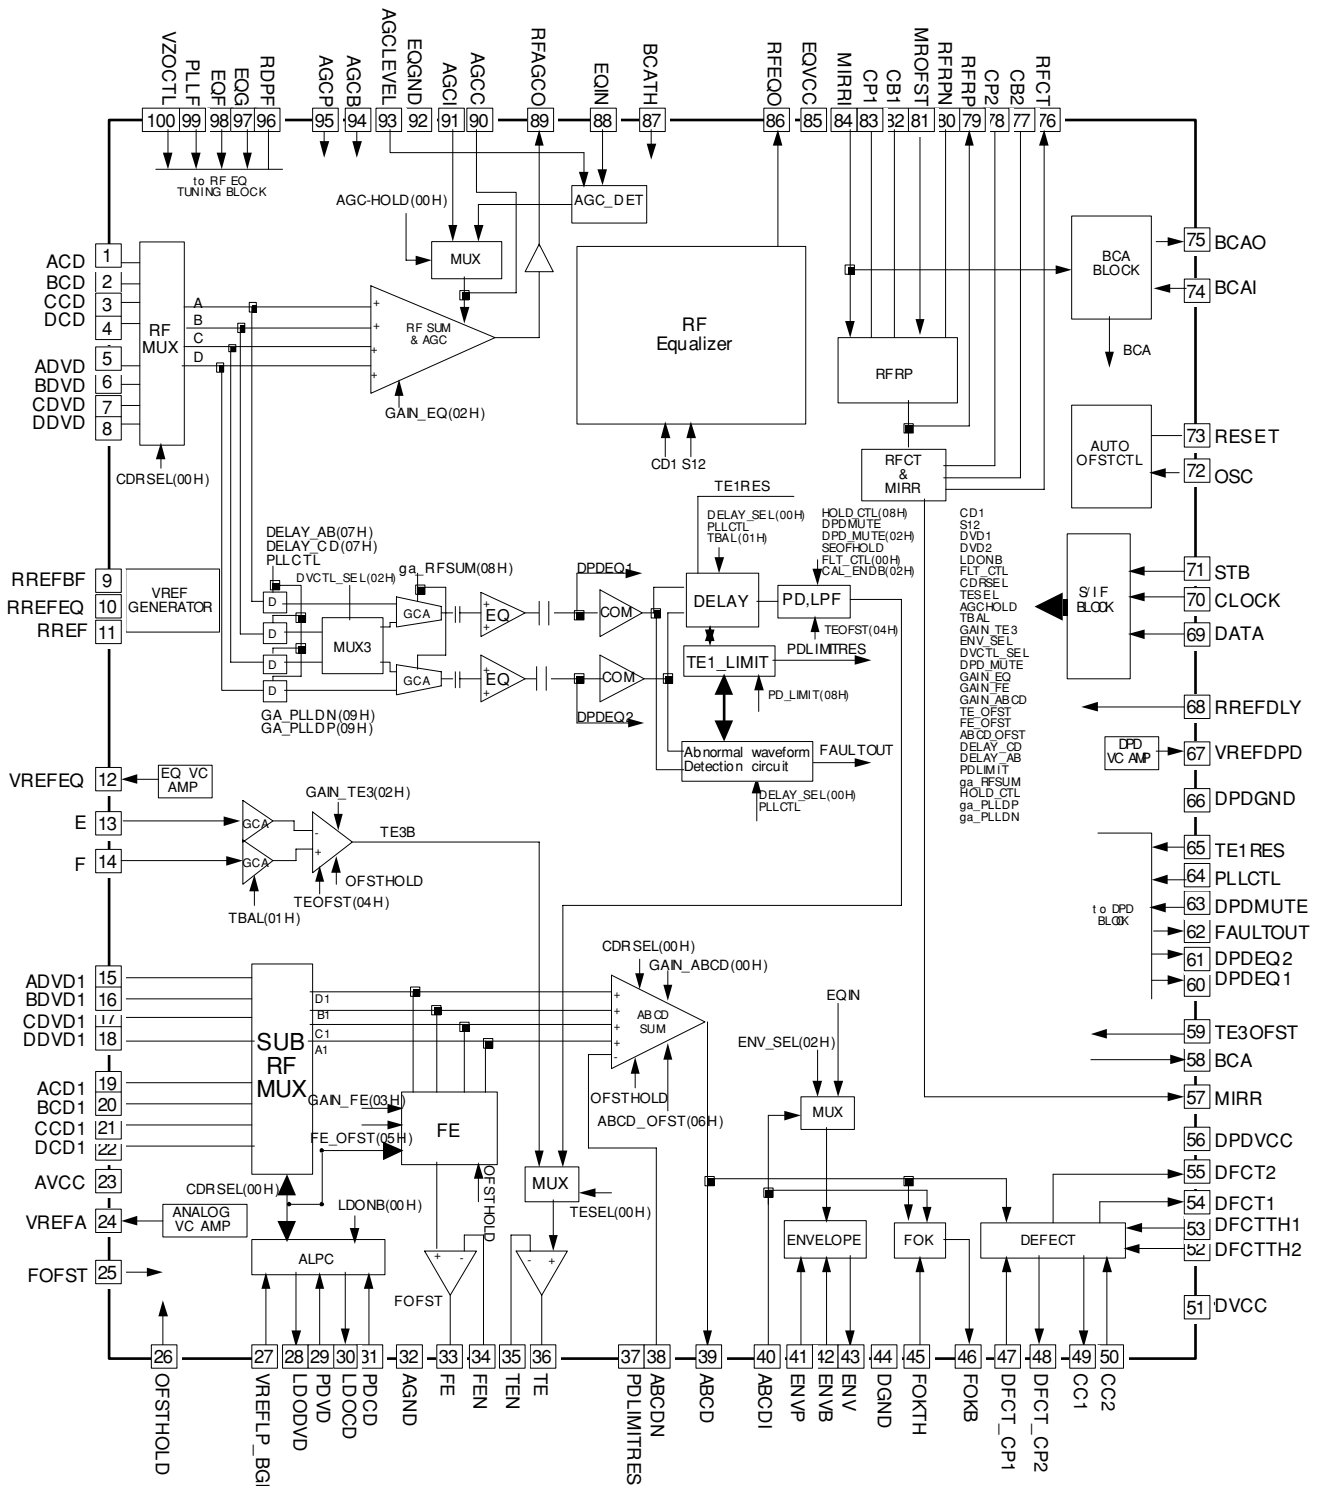 VZOCTL
PLLF
EQF
EQG
RDPF
AGCP
AGCB
AGCLEVEL
EQGND
AGCI
AGCC
RFAGCO
EQIN
BCATH
RFEQO
EQVCC
MIRRI
CP1
CB1
MROFST
RFRPN
RFRP
CP2
CB2
RFCT
100 99 98 97 96 95 94 93 92 91 90 89 88 87 86 85 84 83 82 81 80 79 78 77 76
to RF EQ
TUNING BLOCK
AGC-HOLD(00H)
AGC_DET
MUX
ACD 1
BCD 2
CCD 3
DCD 4
ADVD 5
BDVD 6
CDVD 7
DDVD 8
RF
MUX
A
B
C
D
RF SUM
& AGC
GAIN_EQ(02H)
CDRSEL(00H)
RF
Equalizer
CD1 S12
RFRP
RFCT
&
MIRR
BCA
BLOCK
BCA
75 BCAO
74 BCAI
AUTO
OFSTCTL
73 RESET
72 OSC
S/IF
BLOCK
71 STB
70 CLOCK
69 DATA
68 RREFDLY
DPD
VC AMP
67 VREFDPD
66 DPDGND
CD1
S12
DVD1
DVD2
LDONB
FLT_CTL
CDRSEL
TESEL
AGCHOLD
TBAL
GAIN_TE3
ENV_SEL
DVCTL_SEL
DPD_MUTE
GAIN_EQ
GAIN_FE
GAIN_ABCD
TE_OFST
FE_OFST
ABCD_OFST
DELAY_CD
DELAY_AB
PDLIMIT
ga_RFSUM
HOLD_CTL
ga_PLLDP
ga_PLLDN
RREFBF 9
RREFEQ 10
RREF 11
VREF
GENERATOR
DELAY_AB(07H)
DELAY_CD(07H)
PLLCTL
DVCTL_SEL(02H)
ga_RFSUM(08H)
D
D
D
D
MUX3
GCA
GCA
EQ
EQ
DPDEQ1
COM
COM
DPDEQ2
GA_PLLDN(09H)
GA_PLLDP(09H)
TE1RES
DELAY_SEL(00H)
PLLCTL
TBAL(01H)
HOLD_CTL(08H)
DPDMUTE
DPD_MUTE(02H)
SEOFHOLD
FLT_CTL(00H)
CAL_ENDB(02H)
DELAY
PD,LPF
TEOFST(04H)
TE1_LIMIT
PDLIMITRES
PD_LIMIT(08H)
Abnormal waveform
Detection circuit
FAULTOUT
DELAY_SEL(00H)
PLLCTL
VREFEQ 12
EQ VC
AMP
E 13
F 14
GCA
GCA
GAIN_TE3(02H)
TE3B
OFSTHOLD
TEOFST(04H)
TBAL(01H)
to DPD
BLOCK
65 TE1RES
64 PLLCTL
63 DPDMUTE
62 FAULTOUT
61 DPDEQ2
60 DPDEQ1
59 TE3OFST
58 BCA
57 MIRR
56 DPDVCC
55 DFCT2
54 DFCT1
53 DFCTTH1
52 DFCTTH2
51 DVCC
ADVD1 15
BDVD1 16
CDVD1 17
DDVD1 18
ACD1 19
BCD1 20
CCD1 21
DCD1 22
AVCC 23
VREFA 24
FOFST 25
SUB
RF
MUX
D1
B1
C1
A1
CDRSEL(00H)
GAIN_ABCD(00H)
ABCD
SUM
OFSTHOLD
ABCD_OFST(06H)
GAIN_FE(03H)
FE_OFST(05H)
FE
OFSTHOLD
CDRSEL(00H)
LDONB(00H)
ANALOG
VC AMP
ALPC
FOFST
MUX
TESEL(00H)
EQIN
ENV_SEL(02H)
MUX
ENVELOPE
FOK
DEFECT
26 27 28 29 30 31 32 33 34 35 36 37 38 39 40 41 42 43 44 45 46 47 48 49 50
OFSTHOLD
VREFLP_BGI
LDODVD
PDVD
LDOCD
PDCD
AGND
FE
FEN
TEN
TE
PDLIMITRES
ABCDN
ABCD
ABCDI
ENVP
ENVB
ENV
DGND
FOKTH
FOKB
DFCT_CP1
DFCT_CP2
CC1
CC2